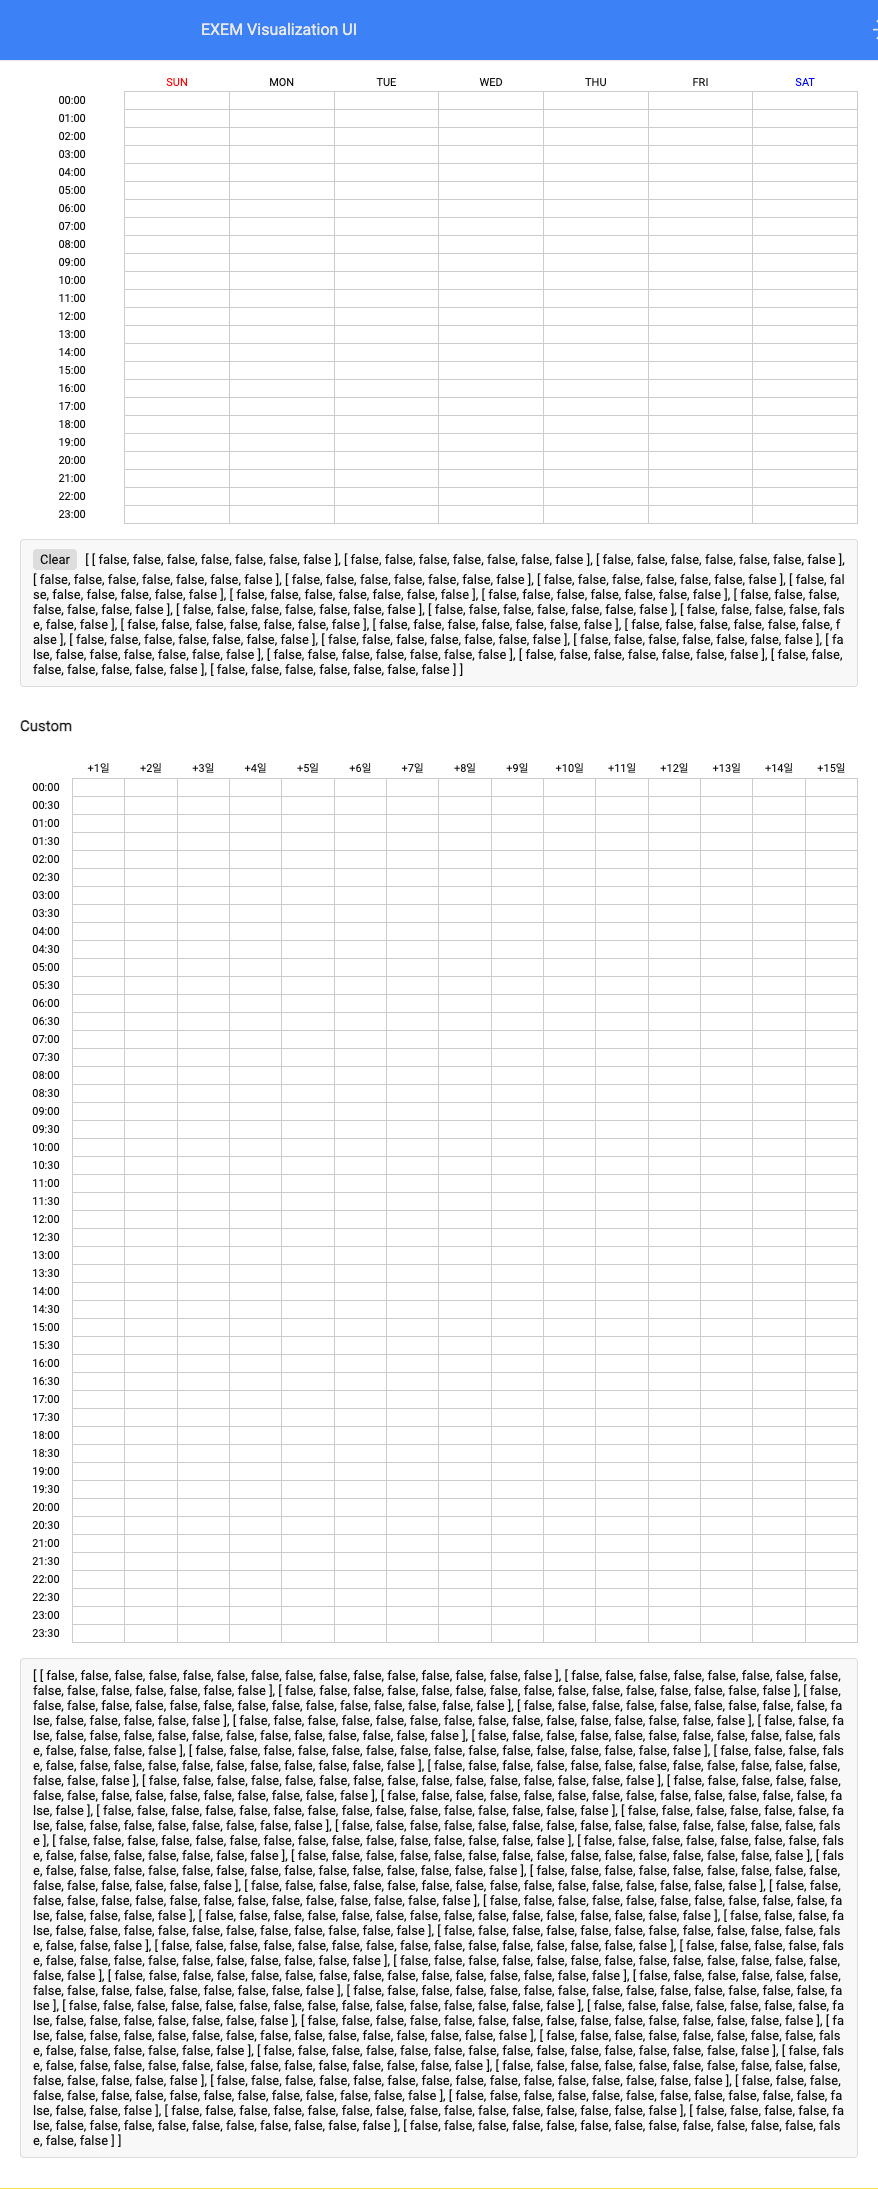 EXEM Visualization UI
SUN MON TUE WED THU FRI SAT
00:00
01:00
02:00
03:00
04:00
05:00
06:00
07:00
08:00
09:00
10:00
11:00
12:00
13:00
14:00
15:00
16:00
17:00
18:00
19:00
20:00
21:00
22:00
23:00
Clear [ [ false, false, false, false, false, false, false ], [ false, false, false, false, false, false, false ], [ false, false, false, false, false, false, false ],
[ false, false, false, false, false, false, false ], [ false, false, false, false, false, false, false ], [ false, false, false, false, false, false, false ], [ false, fal
se, false, false, false, false, false ], [ false, false, false, false, false, false, false ], [ false, false, false, false, false, false, false ], [ false, false, false,
false, false, false, false ], [ false, false, false, false, false, false, false ], [ false, false, false, false, false, false, false ], [ false, false, false, false, fals
e, false, false ], [ false, false, false, false, false, false, false ], [ false, false, false, false, false, false, false ], [ false, false, false, false, false, false, f
alse ], [ false, false, false, false, false, false, false ], [ false, false, false, false, false, false, false ], [ false, false, false, false, false, false, false ], [ fa
lse, false, false, false, false, false, false ], [ false, false, false, false, false, false, false ], [ false, false, false, false, false, false, false ], [ false, false,
false, false, false, false, false ], [ false, false, false, false, false, false, false ] ]
Custom
+1일 +2일 +3일 +4일 +5일 +6일 +7일 +8일 +9일 +10일 +11일 +12일 +13일 +14일 +15일
00:00
00:30
01:00
01:30
02:00
02:30
03:00
03:30
04:00
04:30
05:00
05:30
06:00
06:30
07:00
07:30
08:00
08:30
09:00
09:30
10:00
10:30
11:00
11:30
12:00
12:30
13:00
13:30
14:00
14:30
15:00
15:30
16:00
16:30
17:00
17:30
18:00
18:30
19:00
19:30
20:00
20:30
21:00
21:30
22:00
22:30
23:00
23:30
[ [ false, false, false, false, false, false, false, false, false, false, false, false, false, false, false ], [ false, false, false, false, false, false, false, false,
false, false, false, false, false, false, false ], [ false, false, false, false, false, false, false, false, false, false, false, false, false, false, false ], [ false,
false, false, false, false, false, false, false, false, false, false, false, false, false, false ], [ false, false, false, false, false, false, false, false, false, fa
lse, false, false, false, false, false ], [ false, false, false, false, false, false, false, false, false, false, false, false, false, false, false ], [ false, false, fa
lse, false, false, false, false, false, false, false, false, false, false, false, false ], [ false, false, false, false, false, false, false, false, false, false, fals
e, false, false, false, false ], [ false, false, false, false, false, false, false, false, false, false, false, false, false, false, false ], [ false, false, false, fals
e, false, false, false, false, false, false, false, false, false, false, false ], [ false, false, false, false, false, false, false, false, false, false, false, false,
false, false, false ], [ false, false, false, false, false, false, false, false, false, false, false, false, false, false, false ], [ false, false, false, false, false,
false, false, false, false, false, false, false, false, false, false ], [ false, false, false, false, false, false, false, false, false, false, false, false, false, fa
lse, false ], [ false, false, false, false, false, false, false, false, false, false, false, false, false, false, false ], [ false, false, false, false, false, false, fa
lse, false, false, false, false, false, false, false, false ], [ false, false, false, false, false, false, false, false, false, false, false, false, false, false, fals
e ], [ false, false, false, false, false, false, false, false, false, false, false, false, false, false, false ], [ false, false, false, false, false, false, false, fals
e, false, false, false, false, false, false, false ], [ false, false, false, false, false, false, false, false, false, false, false, false, false, false, false ], [ fals
e, false, false, false, false, false, false, false, false, false, false, false, false, false, false ], [ false, false, false, false, false, false, false, false, false,
false, false, false, false, false, false ], [ false, false, false, false, false, false, false, false, false, false, false, false, false, false, false ], [ false, false,
false, false, false, false, false, false, false, false, false, false, false, false, false ], [ false, false, false, false, false, false, false, false, false, false, fa
lse, false, false, false, false ], [ false, false, false, false, false, false, false, false, false, false, false, false, false, false, false ], [ false, false, false, fa
lse, false, false, false, false, false, false, false, false, false, false, false ], [ false, false, false, false, false, false, false, false, false, false, false, fals
e, false, false, false ], [ false, false, false, false, false, false, false, false, false, false, false, false, false, false, false ], [ false, false, false, false, fals
e, false, false, false, false, false, false, false, false, false, false ], [ false, false, false, false, false, false, false, false, false, false, false, false, false,
false, false ], [ false, false, false, false, false, false, false, false, false, false, false, false, false, false, false ], [ false, false, false, false, false, false,
false, false, false, false, false, false, false, false, false ], [ false, false, false, false, false, false, false, false, false, false, false, false, false, false, fa
lse ], [ false, false, false, false, false, false, false, false, false, false, false, false, false, false, false ], [ false, false, false, false, false, false, false, fa
lse, false, false, false, false, false, false, false ], [ false, false, false, false, false, false, false, false, false, false, false, false, false, false, false ], [ fa
lse, false, false, false, false, false, false, false, false, false, false, false, false, false, false ], [ false, false, false, false, false, false, false, false, fals
e, false, false, false, false, false, false ], [ false, false, false, false, false, false, false, false, false, false, false, false, false, false, false ], [ false, fals
e, false, false, false, false, false, false, false, false, false, false, false, false, false ], [ false, false, false, false, false, false, false, false, false, false,
false, false, false, false, false ], [ false, false, false, false, false, false, false, false, false, false, false, false, false, false, false ], [ false, false, false,
false, false, false, false, false, false, false, false, false, false, false, false ], [ false, false, false, false, false, false, false, false, false, false, false, fa
lse, false, false, false ], [ false, false, false, false, false, false, false, false, false, false, false, false, false, false, false ], [ false, false, false, false, fa
lse, false, false, false, false, false, false, false, false, false, false ], [ false, false, false, false, false, false, false, false, false, false, false, false, fals
e, false, false ] ]